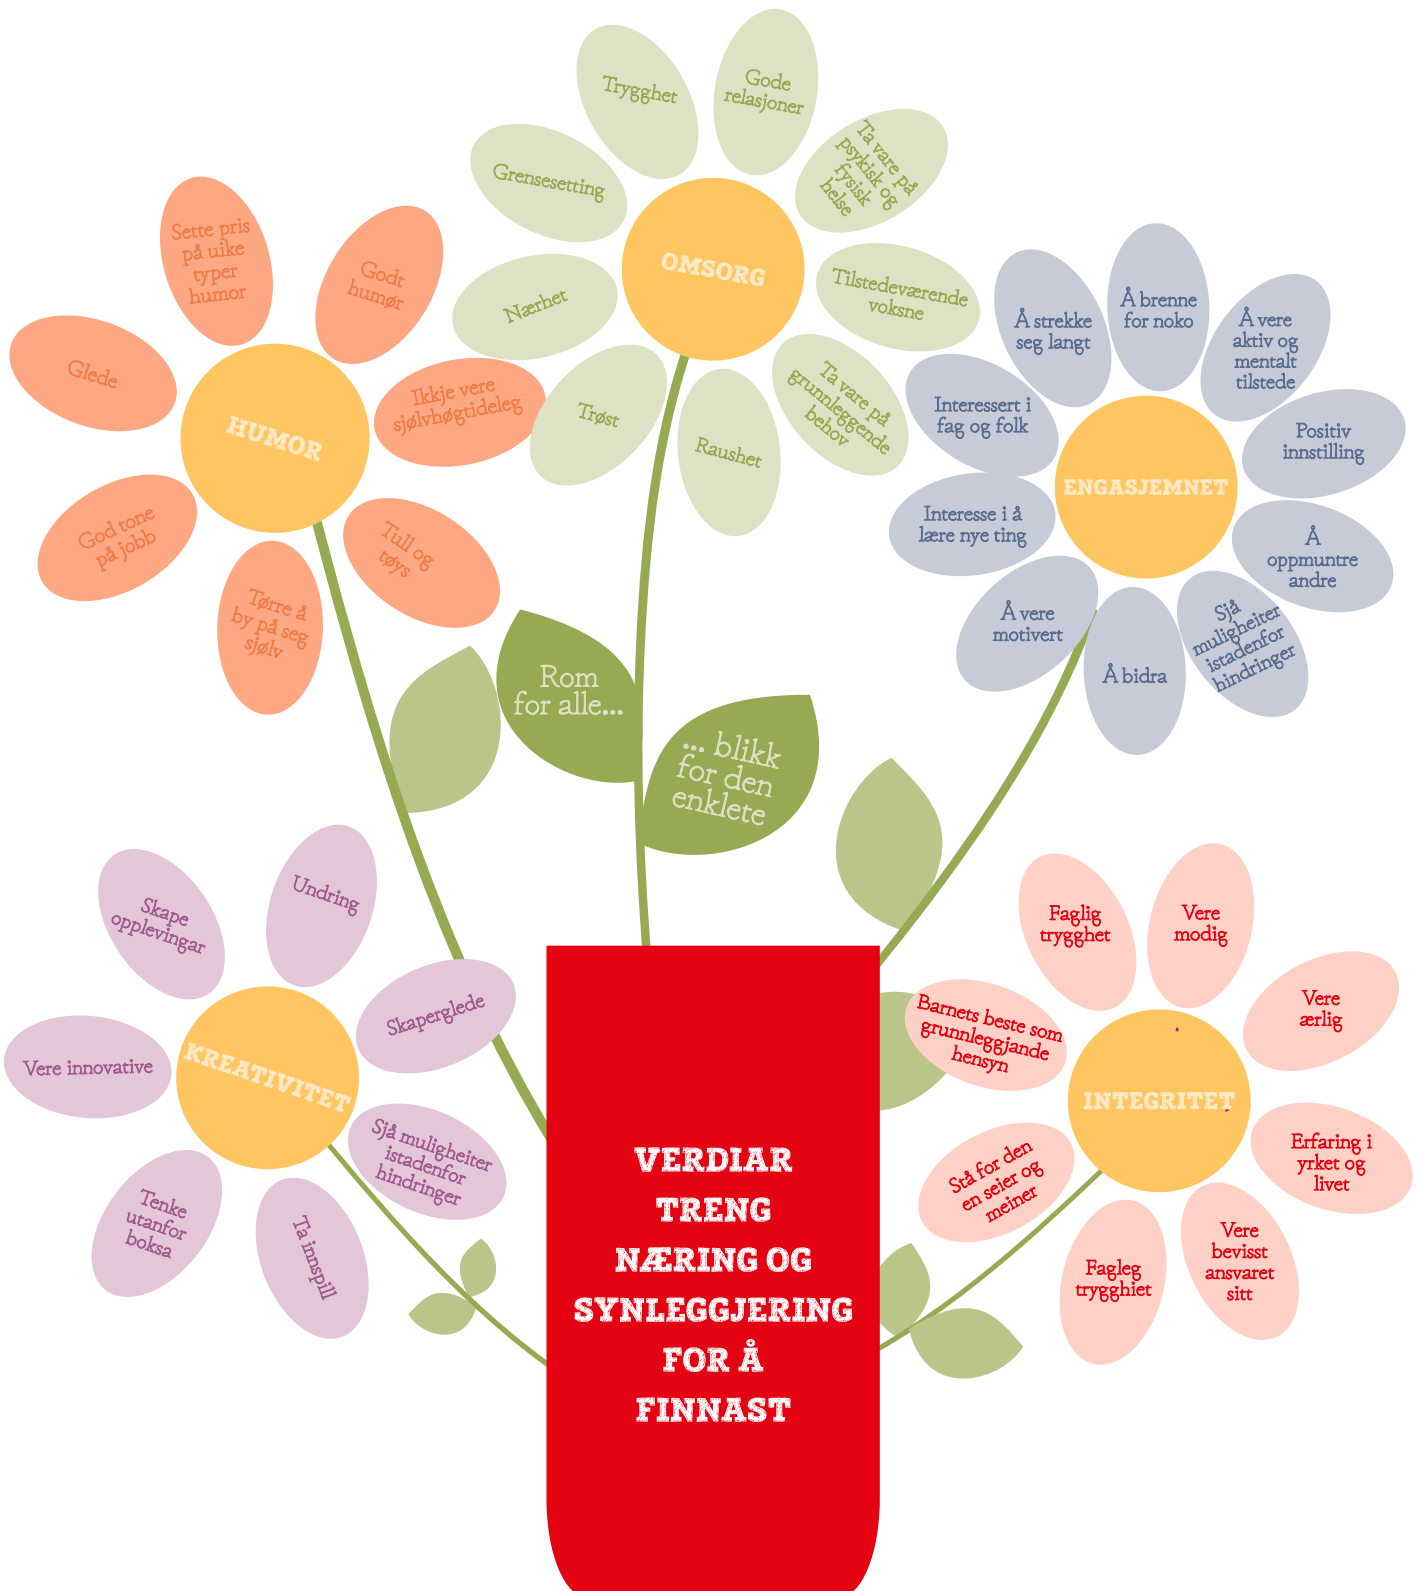 OMSORG
Trygghet
Gode
relasjoner
Ta vare på
psykisk og
fysisk
helse
Tilstedeværende
voksne
Ta vare på
grunnleggende
behov
Raushet
Trøst
Nærhet
Grensesetting
HUMOR
Sette pris
på uike
typer
humor
Godt
humør
Ikkje vere
sjølvhøgtideleg
Tull og
tøys
Tørre å
by på seg
sjølv
God tone
på jobb
Glede
ENGASJEMNET
Å strekke
seg langt
Å brenne
for noko
Å vere
aktiv og
mentalt
tilstede
Positiv
innstilling
Å
oppmuntre
andre
Sjå
muligheiter
istadenfor
hindringer
Å bidra
Å vere
motivert
Interesse i å
lære nye ting
Interessert i
fag og folk
Rom
for alle...
... blikk
for den
enklete
KREATIVITET
Skape
opplevingar
Undring
Skaperglede
Sjå muligheiter
istadenfor
hindringer
Ta innspill
Tenke
utanfor
boksa
Vere innovative
INTEGRITET
Faglig
trygghet
Vere
modig
Vere
ærlig
Erfaring i
yrket og
livet
Vere
bevisst
ansvaret
sitt
Fagleg
trygghiet
Stå for den
en seier og
meiner
Barnets beste som
grunnleggjande
hensyn
VERDIAR
TRENG
NÆRING OG
SYNLEGGJERING
FOR Å
FINNAST